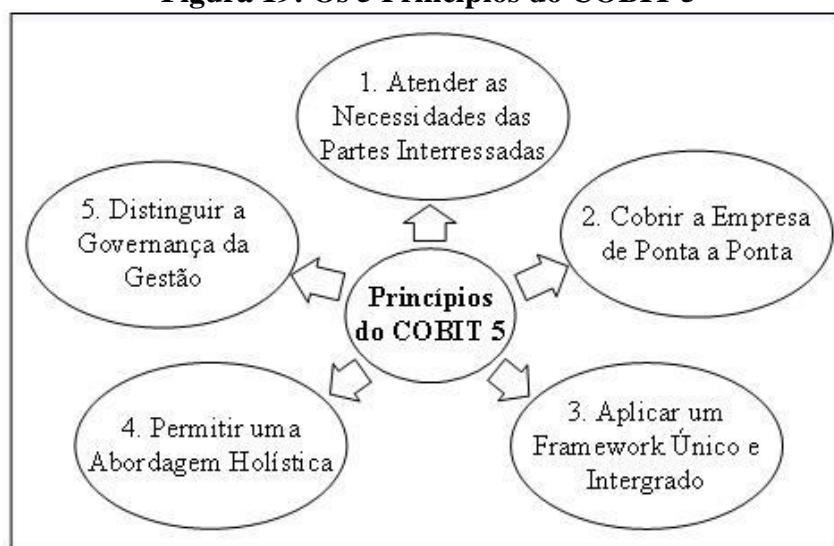 Figura 19: Os 5 Princípios do COBIT 5
1. Atender as
Necessidades das
Partes Interressadas
5. Distinguir a
Governança da
Gestão
2. Cobrir a Empresa
de Ponta a Ponta
Princípios
do COBIT 5
4. Permitir uma
Abordagem Holística
3. Aplicar um
Framework Único e
Intergrado